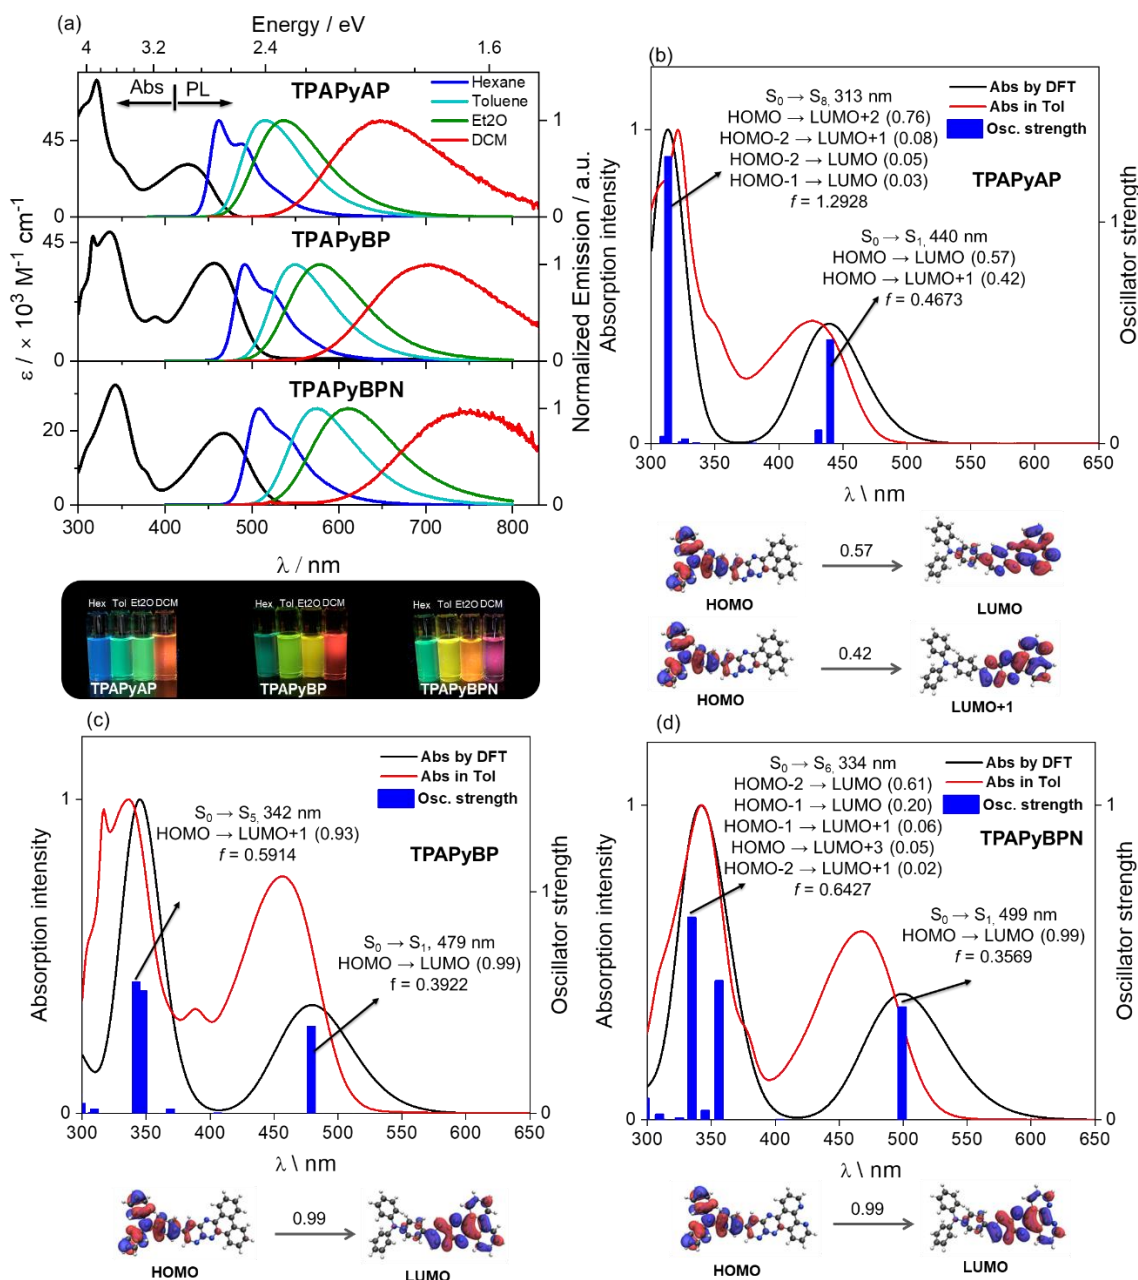 (a)
Energy / eV
4 3.2 2.4 1.6
Abs PL
TPAPyAP
Hexane
Toluene
Et2O
DCM
45
0
1
0
TPAPyBP
45
0
1
0
TPAPyBPN
20
0
1
0
ε / × 10³ M⁻¹ cm⁻¹
Normalized Emission / a.u.
300 400 500 600 700 800
λ / nm
Hex Tol Et2O DCM
TPAPyAP
Hex Tol Et2O DCM
TPAPyBP
Hex Tol Et2O DCM
TPAPyBPN
(b)
Abs by DFT
Abs in Tol
Osc. strength
TPAPyAP
S₀ → S₈, 313 nm
HOMO → LUMO+2 (0.76)
HOMO-2 → LUMO+1 (0.08)
HOMO-2 → LUMO (0.05)
HOMO-1 → LUMO (0.03)
f = 1.2928
S₀ → S₁, 440 nm
HOMO → LUMO (0.57)
HOMO → LUMO+1 (0.42)
f = 0.4673
Absorption intensity
Oscillator strength
1
0
1
0
300 350 400 450 500 550 600 650
λ \ nm
0.57
HOMO
LUMO
0.42
HOMO
LUMO+1
(c)
Abs by DFT
Abs in Tol
Osc. strength
TPAPyBP
S₀ → S₅, 342 nm
HOMO → LUMO+1 (0.93)
f = 0.5914
S₀ → S₁, 479 nm
HOMO → LUMO (0.99)
f = 0.3922
Absorption intensity
Oscillator strength
1
0
1
0
300 350 400 450 500 550 600 650
λ \ nm
0.99
HOMO
LUMO
(d)
Abs by DFT
Abs in Tol
Osc. strength
TPAPyBPN
S₀ → S₆, 334 nm
HOMO-2 → LUMO (0.61)
HOMO-1 → LUMO (0.20)
HOMO-1 → LUMO+1 (0.06)
HOMO → LUMO+3 (0.05)
HOMO-2 → LUMO+1 (0.02)
f = 0.6427
S₀ → S₁, 499 nm
HOMO → LUMO (0.99)
f = 0.3569
Absorption intensity
Oscillator strength
1
0
1
0
300 350 400 450 500 550 600 650
λ \ nm
0.99
HOMO
LUMO